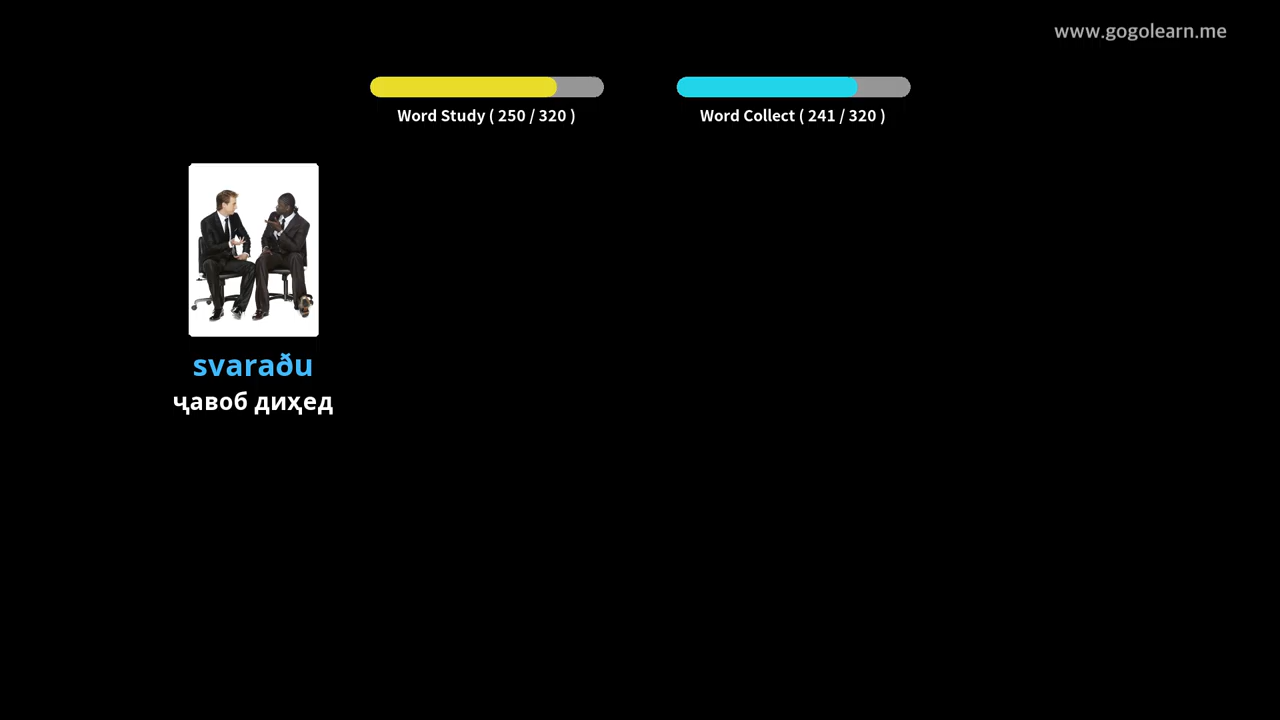 www.gogolearn.me
Word Study ( 250 / 320 )
Word Collect ( 241 / 320 )
svaraðu
ҷавоб диҳед